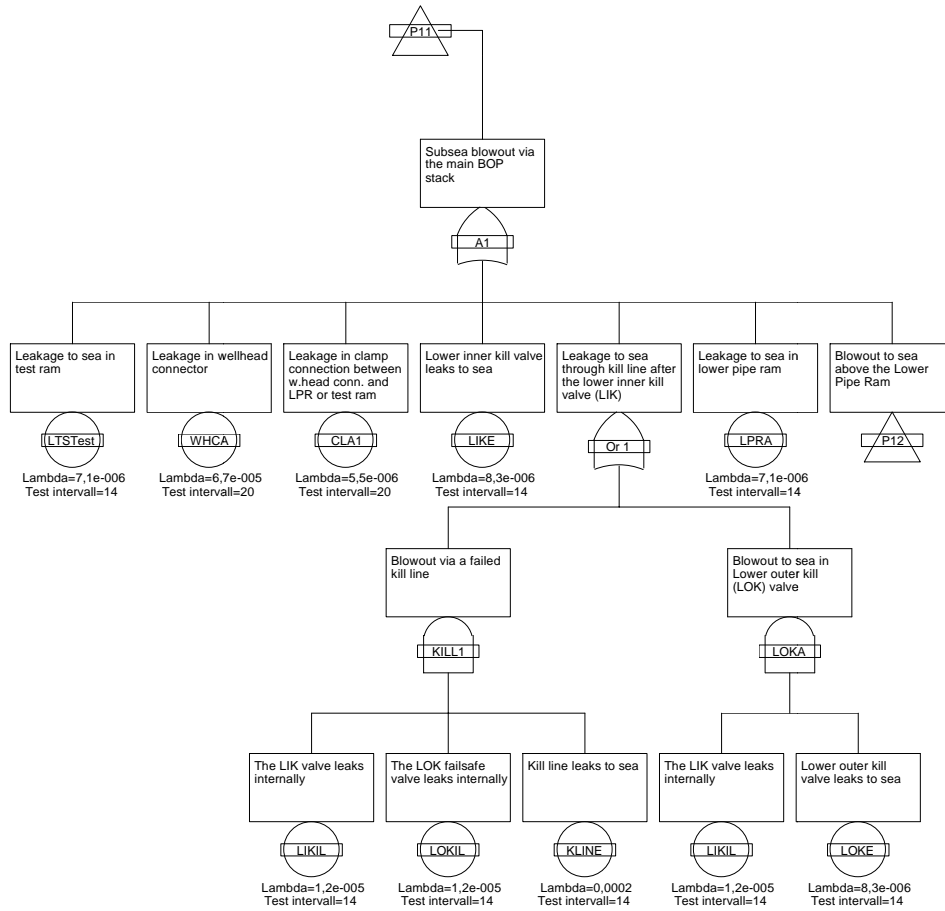 P11
Subsea blowout via
the main BOP
stack
A1
Leakage to sea in
test ram
LTSTest
Lambda=7,1e-006
Test intervall=14
Leakage in wellhead
connector
WHCA
Lambda=6,7e-005
Test intervall=20
Leakage in clamp
connection between
w.head conn. and
LPR or test ram
CLA1
Lambda=5,5e-006
Test intervall=20
Lower inner kill valve
leaks to sea
LIKE
Lambda=8,3e-006
Test intervall=14
Leakage to sea
through kill line after
the lower inner kill
valve (LIK)
Or 1
Leakage to sea in
lower pipe ram
LPRA
Lambda=7,1e-006
Test intervall=14
Blowout to sea
above the Lower
Pipe Ram
P12
Blowout via a failed
kill line
KILL1
Blowout to sea in
Lower outer kill
(LOK) valve
LOKA
The LIK valve leaks
internally
LIKIL
Lambda=1,2e-005
Test intervall=14
The LOK failsafe
valve leaks internally
LOKIL
Lambda=1,2e-005
Test intervall=14
Kill line leaks to sea
KLINE
Lambda=0,0002
Test intervall=14
The LIK valve leaks
internally
LIKIL
Lambda=1,2e-005
Test intervall=14
Lower outer kill
valve leaks to sea
LOKE
Lambda=8,3e-006
Test intervall=14